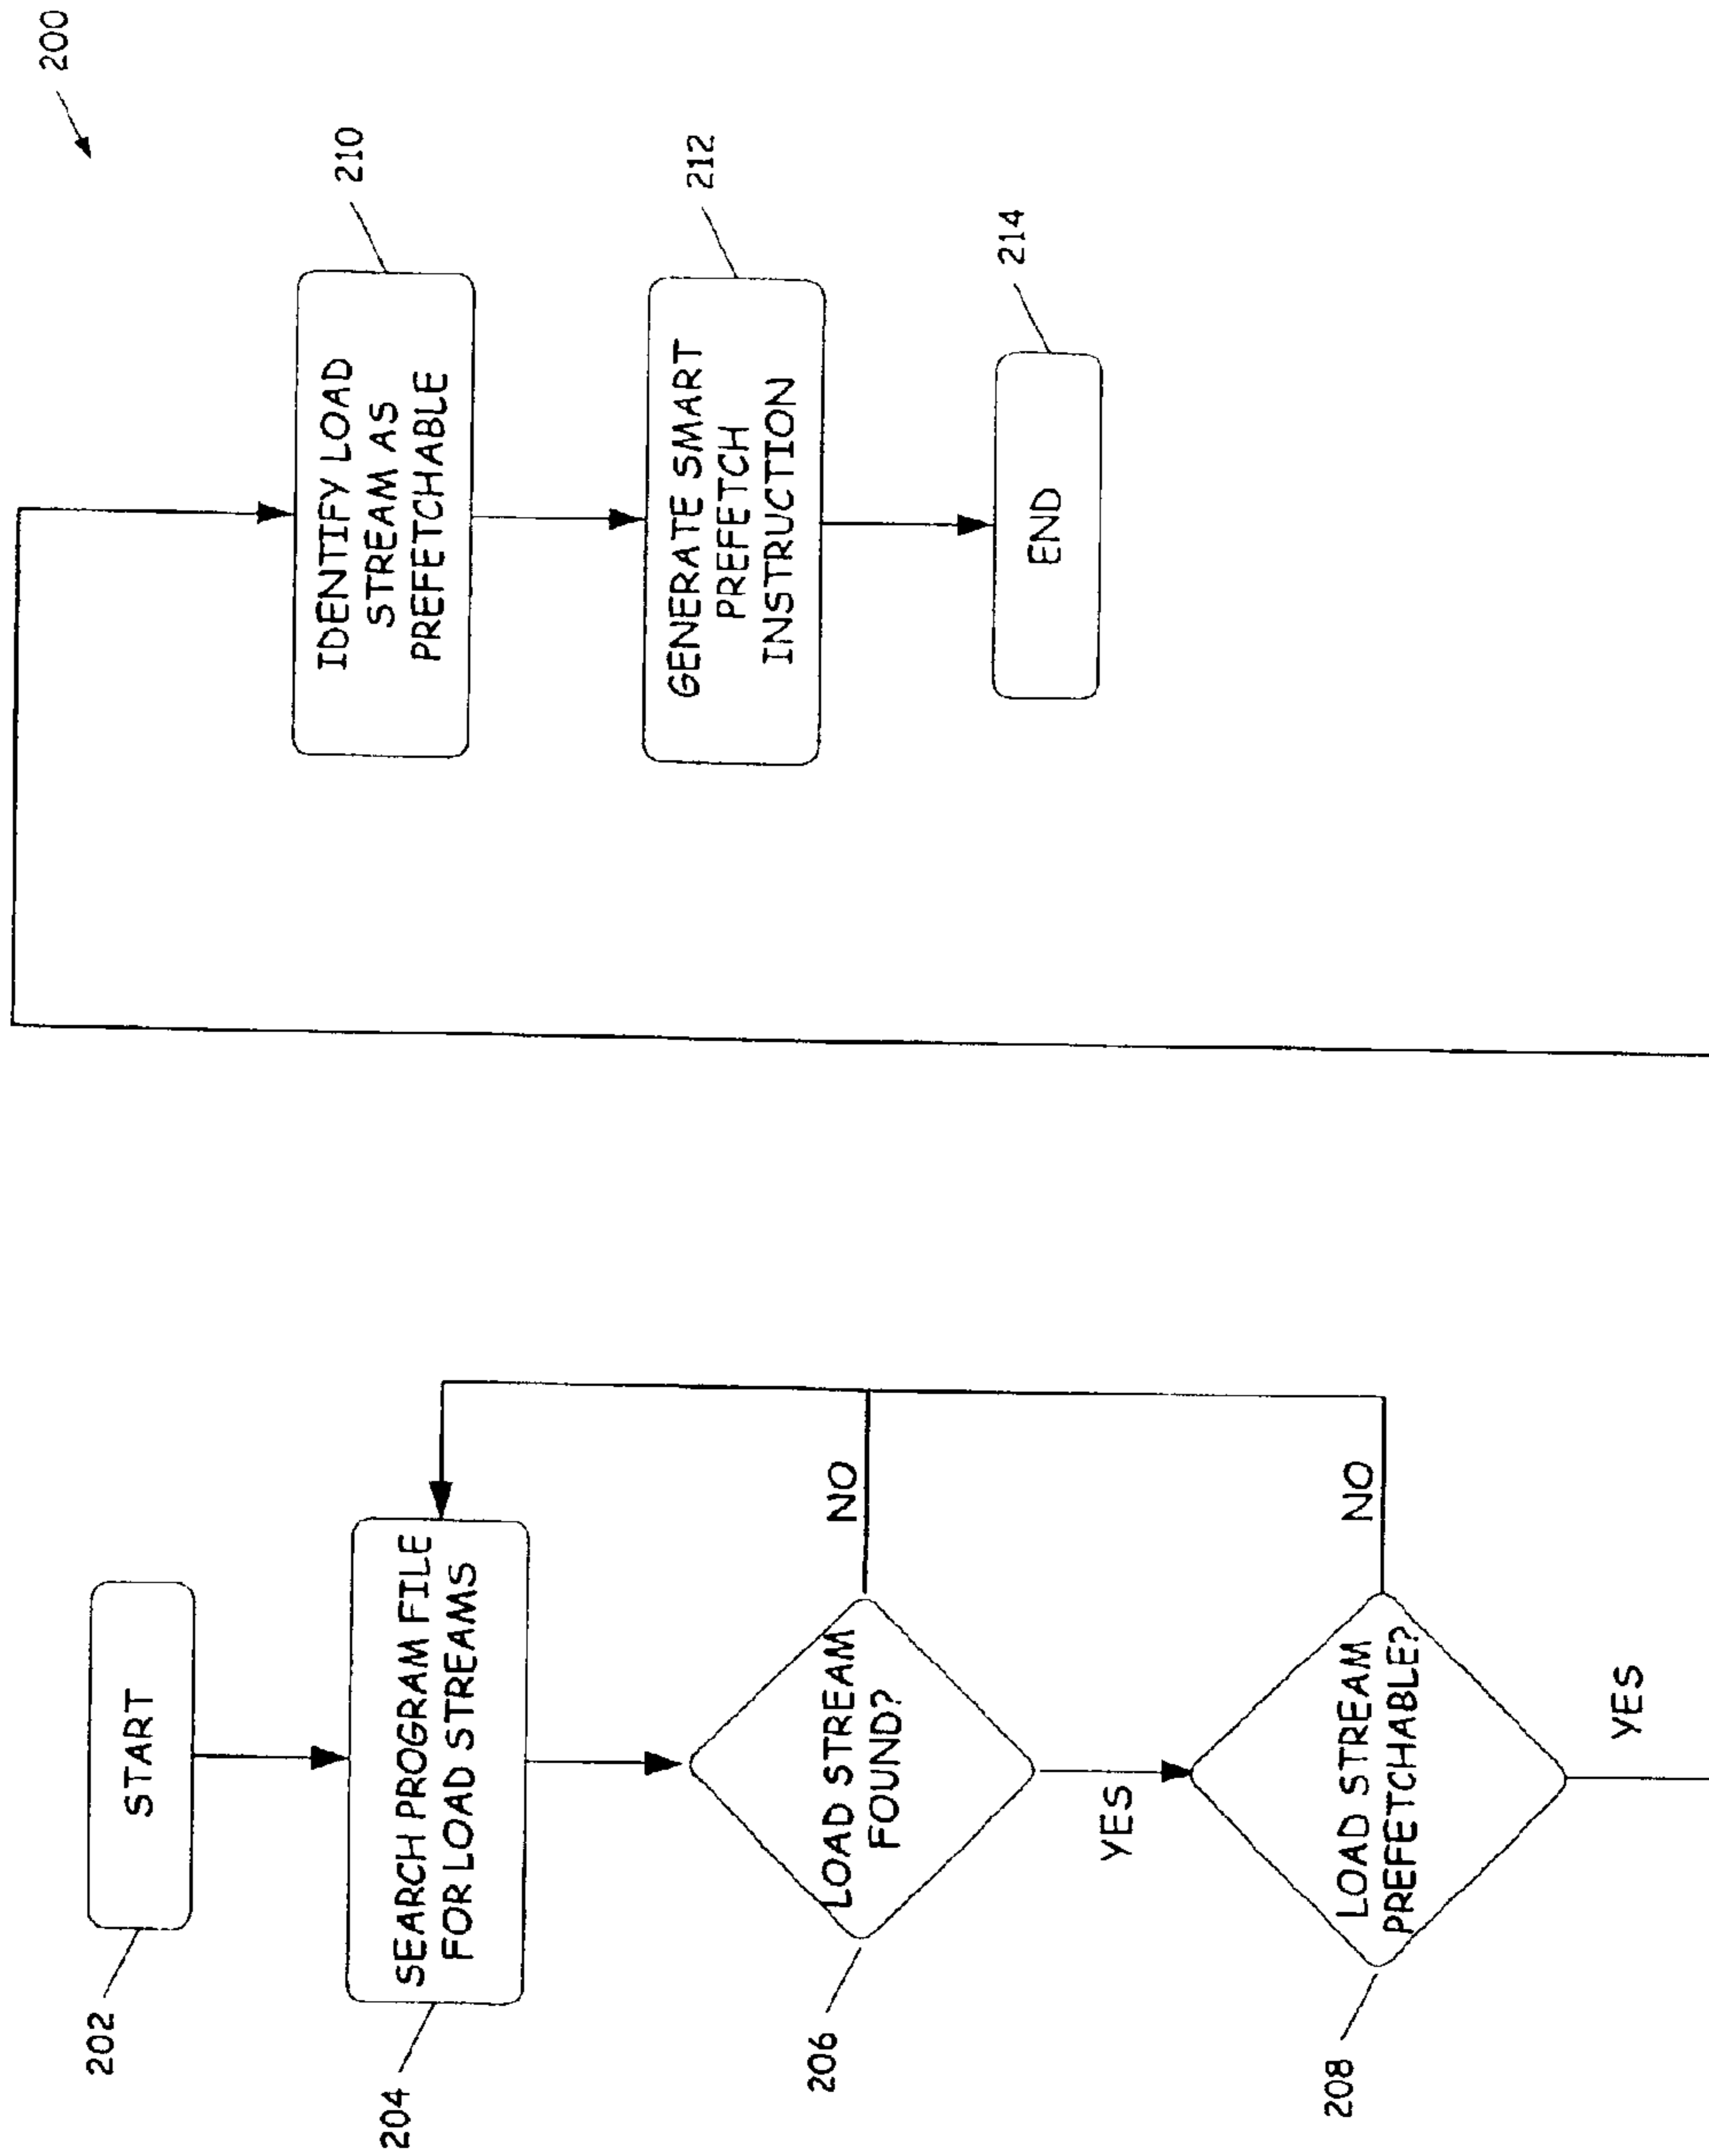 200
202
START
204
SEARCH PROGRAM FILE
FOR LOAD STREAMS
206
LOAD STREAM
FOUND?
NO
YES
208
LOAD STREAM
PREFETCHABLE?
NO
YES
210
IDENTIFY LOAD
STREAM AS
PREFETCHABLE
212
GENERATE SMART
PREFETCH
INSTRUCTION
214
END